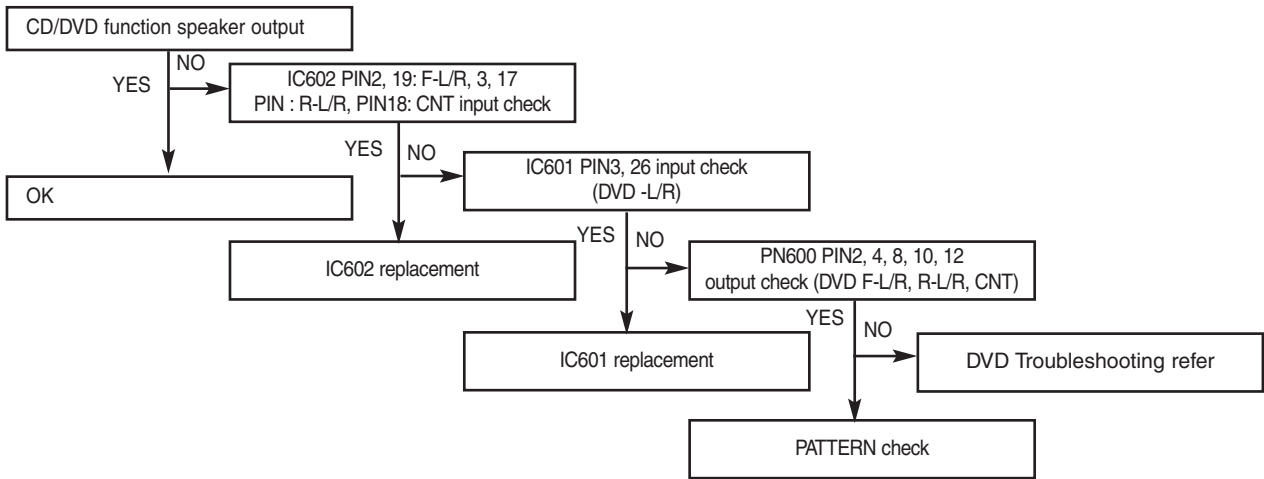 CD/DVD function speaker output
NO
YES
IC602 PIN2, 19: F-L/R, 3, 17
PIN : R-L/R, PIN18: CNT input check
YES
NO
IC601 PIN3, 26 input check
(DVD -L/R)
OK
YES
NO
IC602 replacement
PN600 PIN2, 4, 8, 10, 12
output check (DVD F-L/R, R-L/R, CNT)
YES
NO
IC601 replacement
DVD Troubleshooting refer
PATTERN check